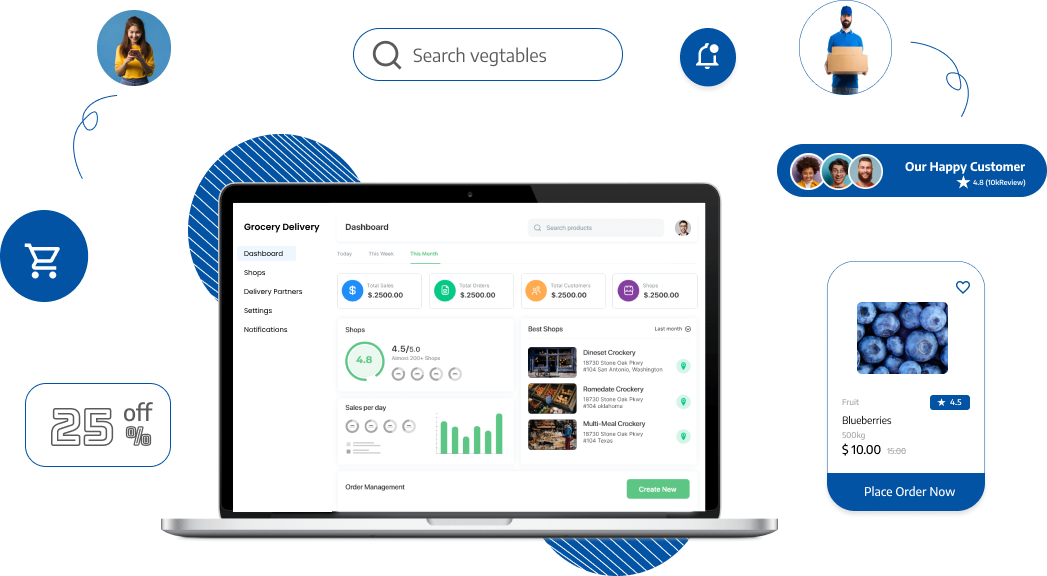 Search vegtables
Our Happy Customer
4.8 (10kReview)
Grocery Delivery
Dashboard
Shops
Delivery Partners
Settings
Notifications
Dashboard
Search products
Today
This Week
This Month
Total Sales
$.2500.00
Total Orders
$.2500.00
Total Customers
$.2500.00
Shops
$.2500.00
Shops
4.8
4.5/5.0
Almost 200+ Shops
Sales per day
Best Shops
Last month
Dineset Crockery
18730 Stone Oak Pkwy
#104 San Antonio, Washington
Romedate Crockery
18730 Stone Oak Pkwy
#104 oklahoma
Multi-Meal Crockery
18730 Stone Oak Pkwy
#104 Texas
Order Management
Create New
25 off
%
Fruit
4.5
Blueberries
500kg
$ 10.00 15.00
Place Order Now